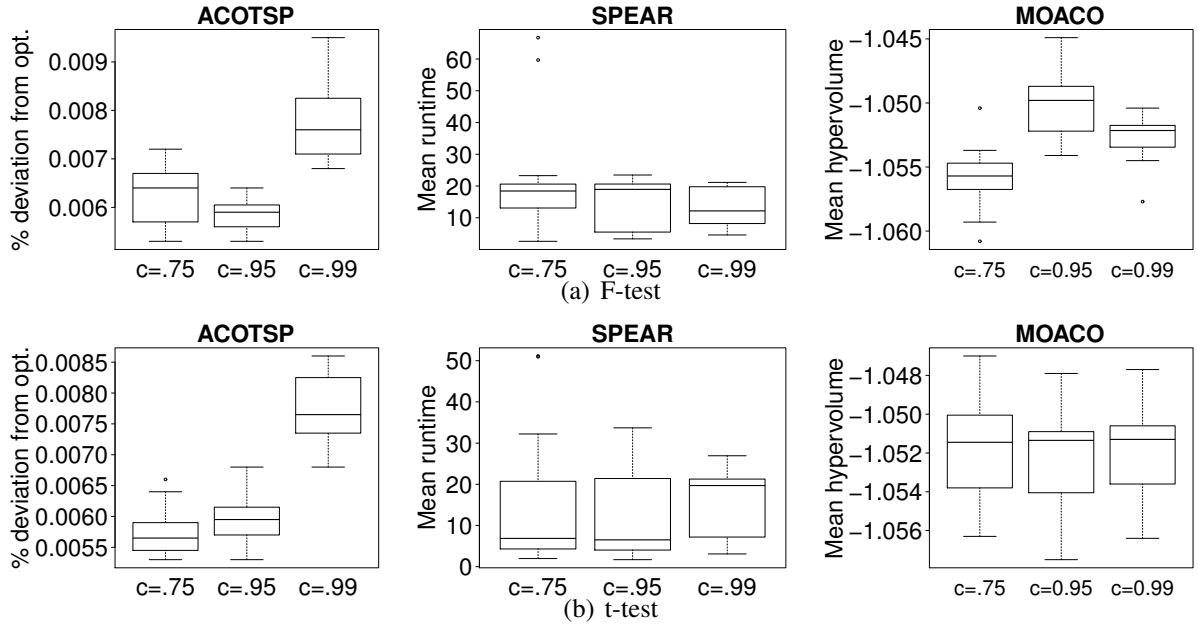 ACOTSP
SPEAR
MOACO
% deviation from opt.
0.009
0.008
0.007
0.006
c=.75
c=.95
c=.99
Mean runtime
60
50
40
30
20
10
c=.75
c=.95
c=.99
Mean hypervolume
−1.045
−1.050
−1.055
−1.060
c=.75
c=0.95
c=0.99
(a) F-test
ACOTSP
SPEAR
MOACO
% deviation from opt.
0.0085
0.0080
0.0075
0.0070
0.0065
0.0060
0.0055
c=.75
c=.95
c=.99
Mean runtime
50
40
30
20
10
0
c=.75
c=.95
c=.99
Mean hypervolume
−1.048
−1.050
−1.052
−1.054
−1.056
c=.75
c=0.95
c=0.99
(b) t-test